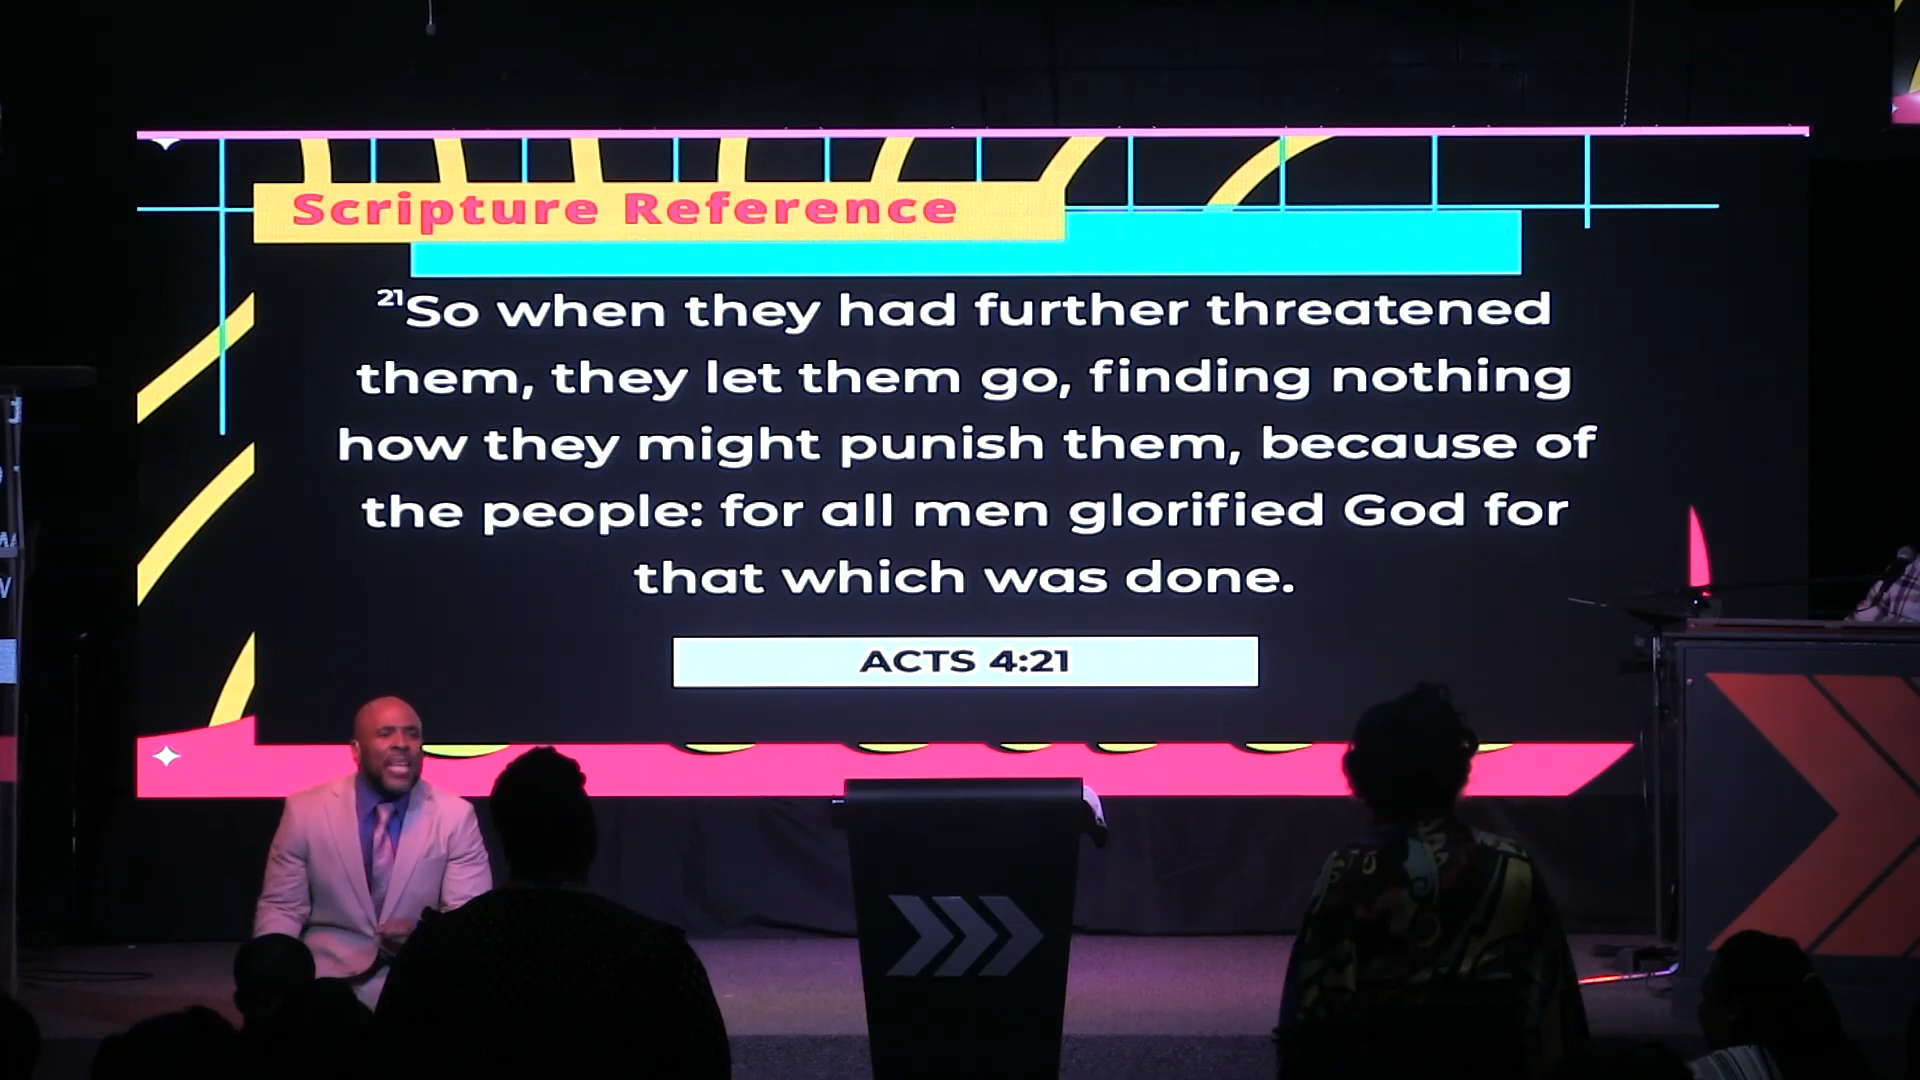 Scripture Reference
21So when they had further threatened
them, they let them go, finding nothing
how they might punish them, because of
the people: for all men glorified God for
that which was done.
ACTS 4:21